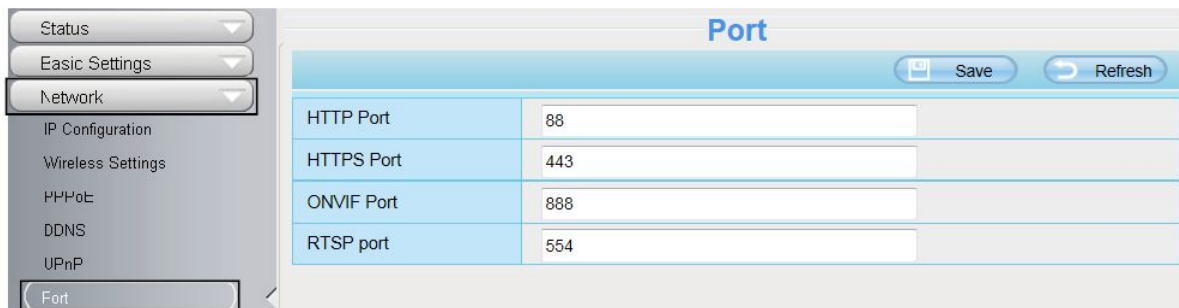 Status
Easic Settings
Network
IP Configuration
Wireless Settings
PPPoE
DDNS
UPnP
Fort
Port
Save Refresh
HTTP Port 88
HTTPS Port 443
ONVIF Port 888
RTSP port 554